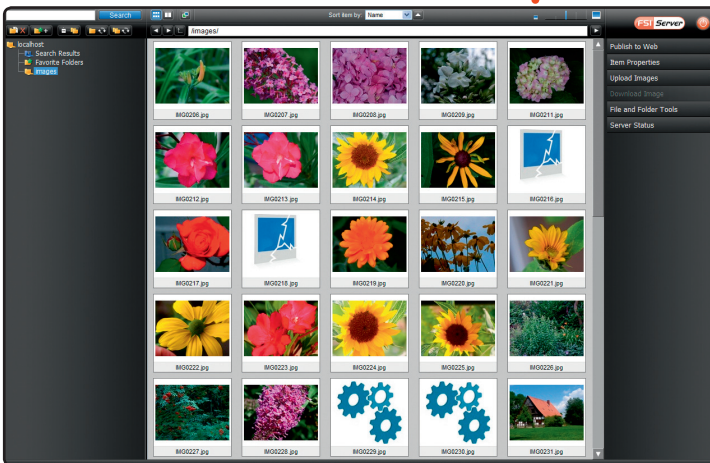 Search
Sort item by: Name
/images/
FSI Server
localhost
Search Results
Favorite Folders
images
Publish to Web
Item Properties
Upload Images
Download Image
File and Folder Tools
Server Status
IMG0206.jpg
IMG0207.jpg
IMG0208.jpg
IMG0209.jpg
IMG0211.jpg
IMG0212.jpg
IMG0213.jpg
IMG0214.jpg
IMG0215.jpg
IMG0216.jpg
IMG0217.jpg
IMG0218.jpg
IMG0219.jpg
IMG0220.jpg
IMG0221.jpg
IMG0222.jpg
IMG0223.jpg
IMG0224.jpg
IMG0225.jpg
IMG0226.jpg
IMG0227.jpg
IMG0228.jpg
IMG0229.jpg
IMG0230.jpg
IMG0231.jpg